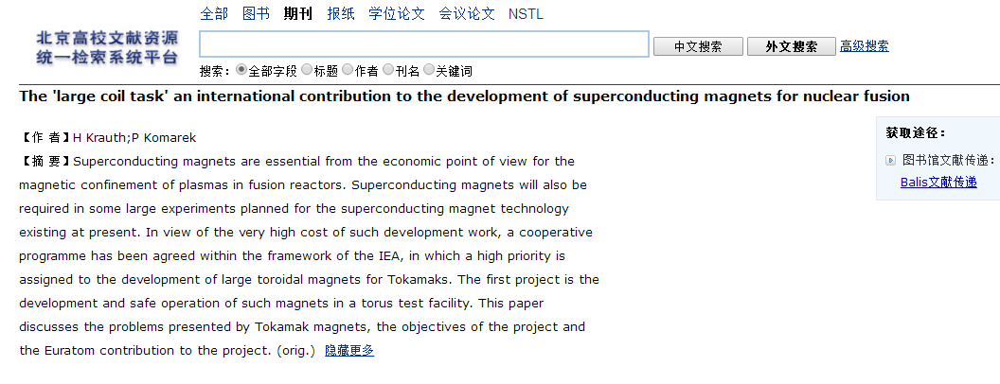 全部 图书 期刊 报纸 学位论文 会议论文 NSTL
北京高校文献资源
统一检索系统平台
中文搜索 外文搜索 高级搜索
搜索：全部字段 标题 作者 刊名 关键词
The 'large coil task' an international contribution to the development of superconducting magnets for nuclear fusion
【作 者】H Krauth;P Komarek
【摘 要】Superconducting magnets are essential from the economic point of view for the
magnetic confinement of plasmas in fusion reactors. Superconducting magnets will also be
required in some large experiments planned for the superconducting magnet technology
existing at present. In view of the very high cost of such development work, a cooperative
programme has been agreed within the framework of the IEA, in which a high priority is
assigned to the development of large toroidal magnets for Tokamaks. The first project is the
development and safe operation of such magnets in a torus test facility. This paper
discusses the problems presented by Tokamak magnets, the objectives of the project and
the Euratom contribution to the project. (orig.) 隐藏更多
获取途径：
图书馆文献传递：
Balis文献传递